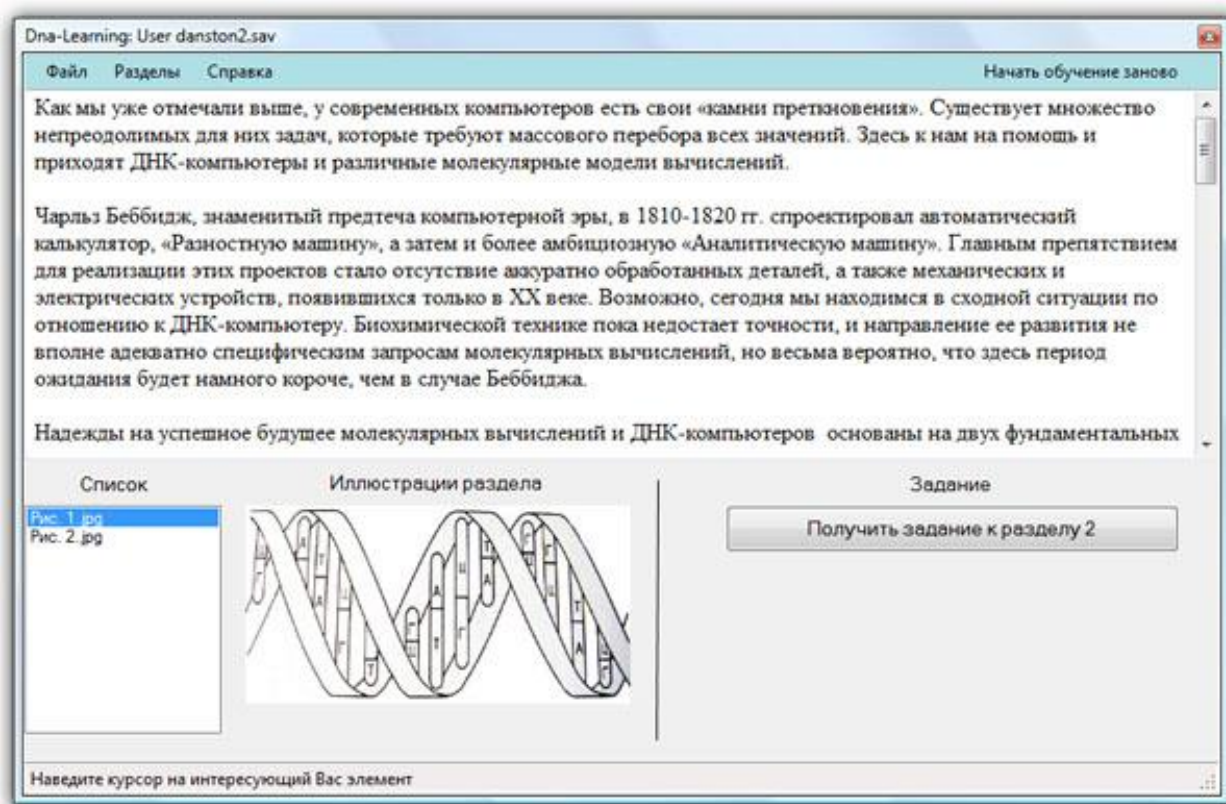 Dna-Learning: User danston2.sav
Файл Разделы Справка Начать обучение заново
Как мы уже отмечали выше, у современных компьютеров есть свои «камни преткновения». Существует множество
непреодолимых для них задач, которые требуют массового перебора всех значений. Здесь к нам на помощь и
приходят ДНК-компьютеры и различные молекулярные модели вычислений.
Чарльз Беббидж, знаменитый предтеча компьютерной эры, в 1810-1820 гг. спроектировал автоматический
калькулятор, «Разностную машину», а затем и более амбициозную «Аналитическую машину». Главным препятствием
для реализации этих проектов стало отсутствие аккуратно обработанных деталей, а также механических и
электрических устройств, появившихся только в XX веке. Возможно, сегодня мы находимся в сходной ситуации по
отношению к ДНК-компьютеру. Биохимической технике пока недостает точности, и направление ее развития не
вполне адекватно специфическим запросам молекулярных вычислений, но весьма вероятно, что здесь период
ожидания будет намного короче, чем в случае Беббиджа.
Надежды на успешное будущее молекулярных вычислений и ДНК-компьютеров основаны на двух фундаментальных
Список
Иллюстрации раздела
Задание
Рис. 1.jpg
Рис. 2.jpg
Получить задание к разделу 2
Ц Г А Т А Ц Г Т Г Ц А Т Ц Г Т А Г Ц Т А Ц Г
Наведите курсор на интересующий Вас элемент